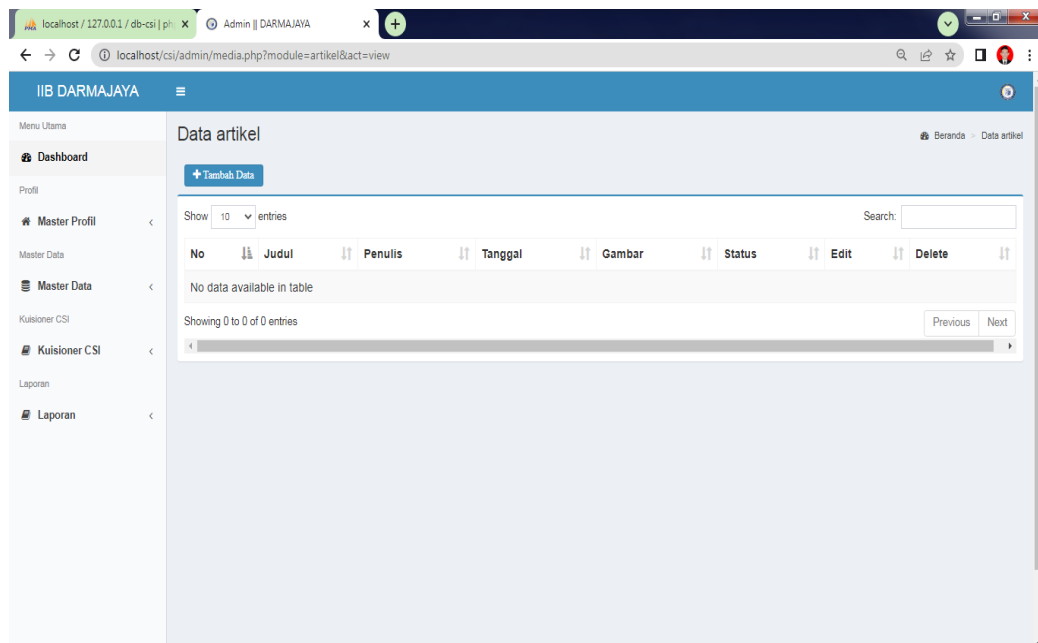 localhost / 127.0.0.1 / db-csi | ph
Admin || DARMAJAYA
localhost/csi/admin/media.php?module=artikel&act=view
IIB DARMAJAYA
Menu Utama
Dashboard
Profil
Master Profil
Master Data
Master Data
Kuisioner CSI
Kuisioner CSI
Laporan
Laporan
Data artikel
Beranda > Data artikel
Tambah Data
Show 10 entries Search:
No Judul Penulis Tanggal Gambar Status Edit Delete
No data available in table
Showing 0 to 0 of 0 entries
Previous Next